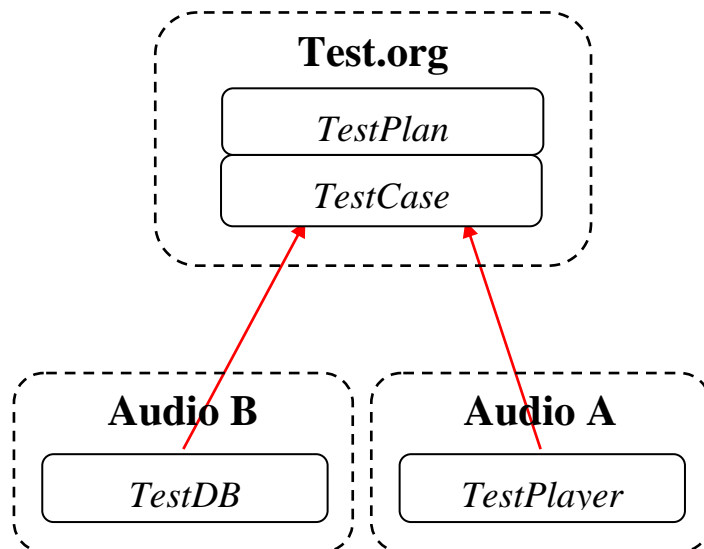 Test.org
TestPlan
TestCase
Audio B
Audio A
TestDB
TestPlayer